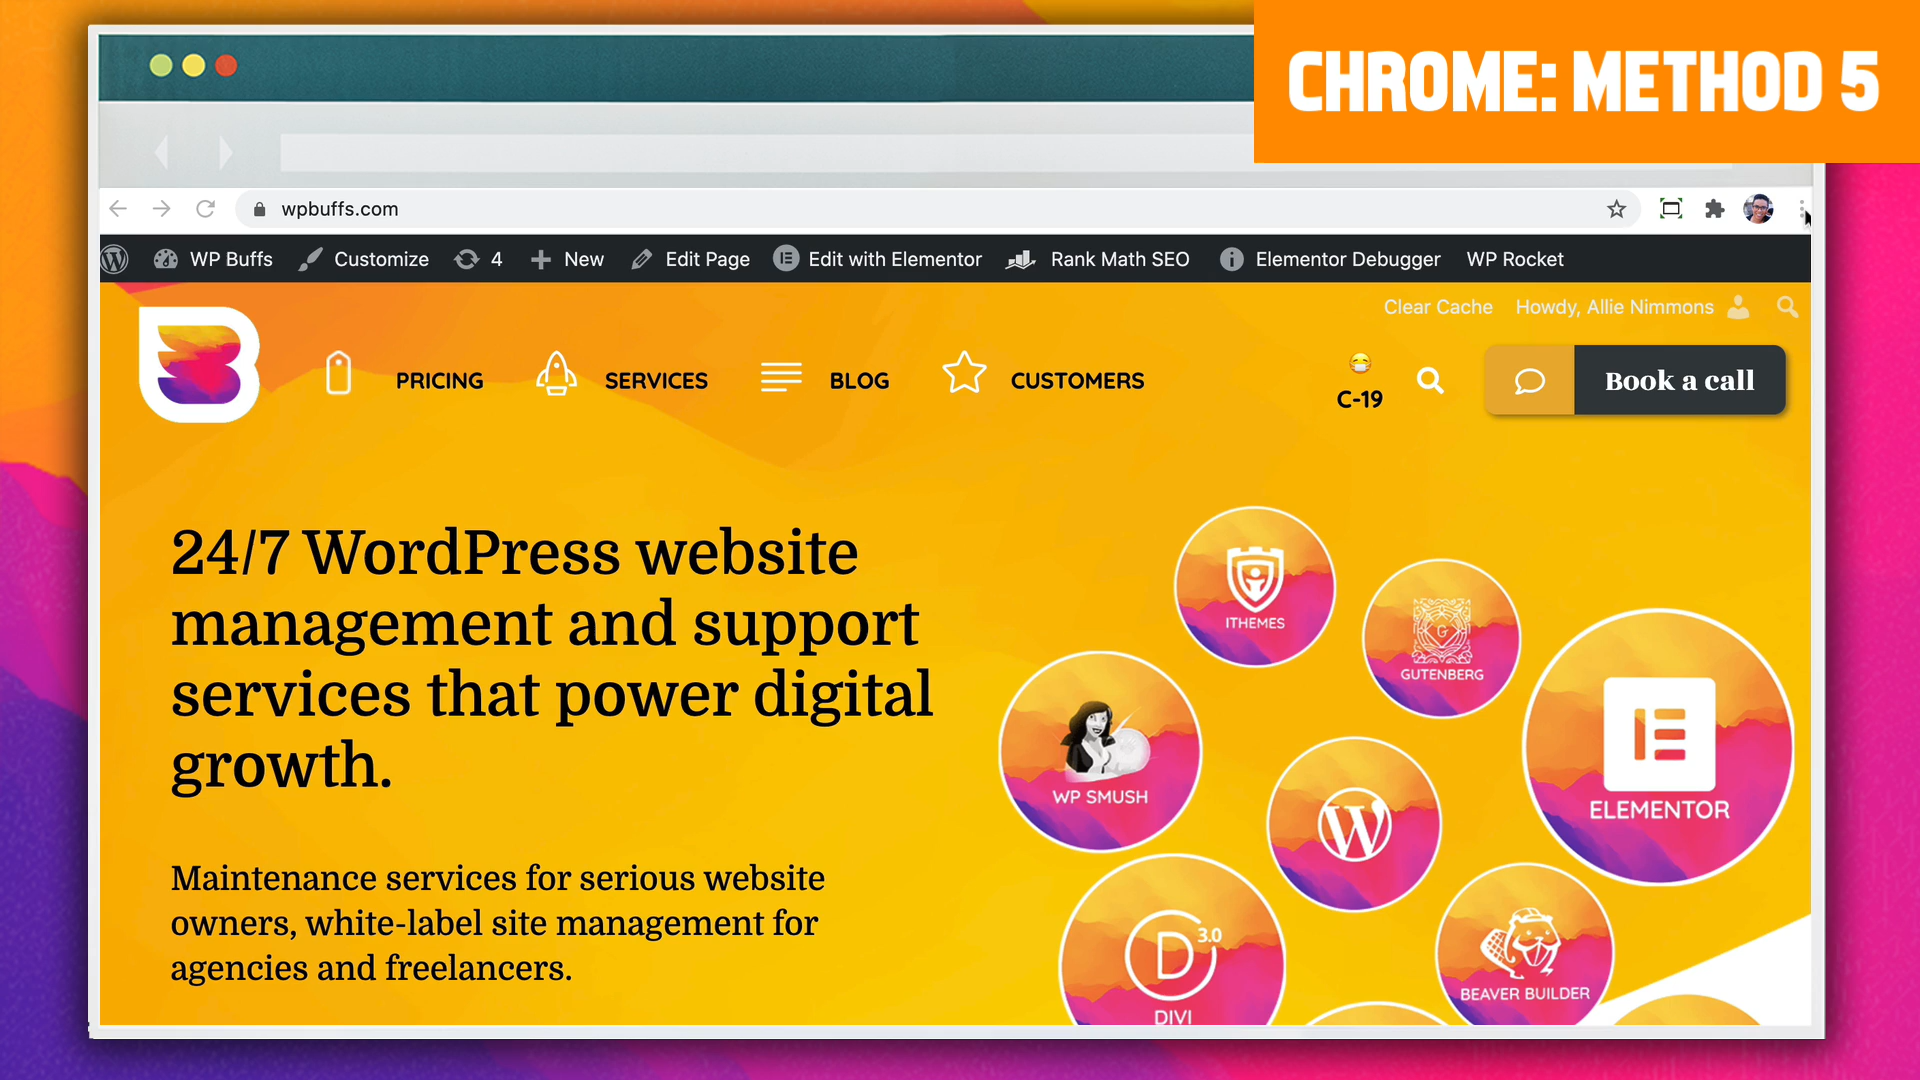 CHROME: METHOD 5
wpbuffs.com
WP Buffs Customize 4 New Edit Page Edit with Elementor Rank Math SEO Elementor Debugger WP Rocket
Clear Cache Howdy, Allie Nimmons
PRICING SERVICES BLOG CUSTOMERS C-19 Book a call
24/7 WordPress website
management and support
services that power digital
growth.
Maintenance services for serious website
owners, white-label site management for
agencies and freelancers.
ITHEMES
G
GUTENBERG
WP SMUSH
ELEMENTOR
W
D 3.0
DIVI
BEAVER BUILDER